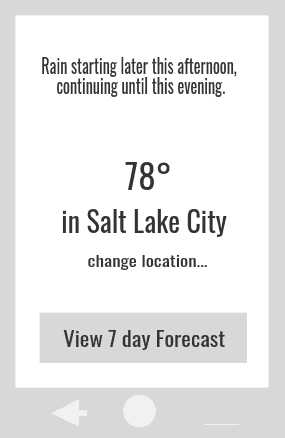 Rain starting later this afternoon,
continuing until this evening.
78°
in Salt Lake City
change location...
View 7 day Forecast